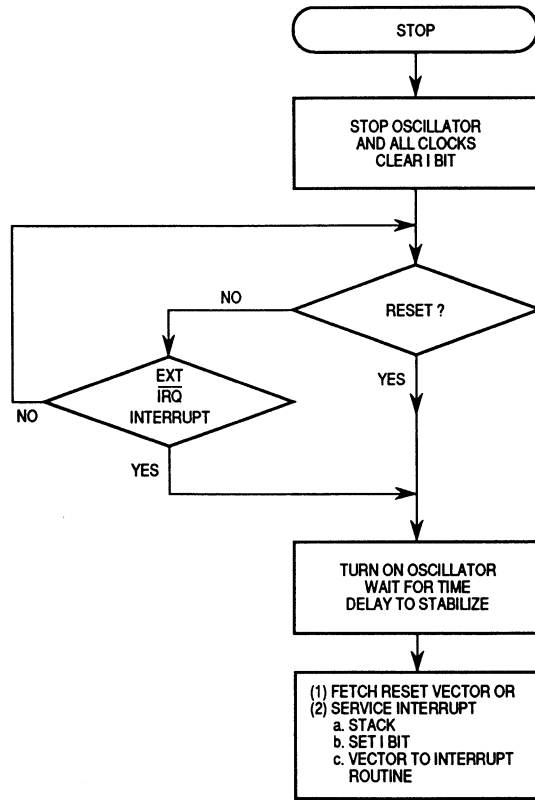 STOP
STOP OSCILLATOR
AND ALL CLOCKS
CLEAR I BIT
RESET ?
NO
YES
EXT
IRQ
INTERRUPT
NO
YES
TURN ON OSCILLATOR
WAIT FOR TIME
DELAY TO STABILIZE
(1) FETCH RESET VECTOR OR
(2) SERVICE INTERRUPT
a. STACK
b. SET I BIT
c. VECTOR TO INTERRUPT
ROUTINE